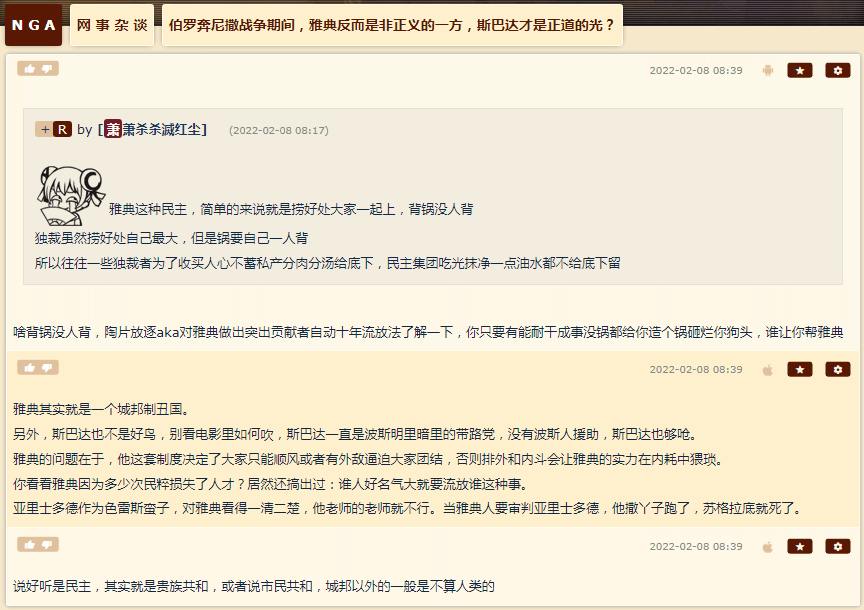 NGA 网事杂谈 伯罗奔尼撒战争期间，雅典反而是非正义的一方，斯巴达才是正道的光？
2022-02-08 08:39
+ R by [萧萧杀杀滅红尘] (2022-02-08 08:17)
雅典这种民主，简单的来说就是捞好处大家一起上，背锅没人背
独裁虽然捞好处自己最大，但是锅要自己一人背
所以往往一些独裁者为了收买人心不蓄私产分肉分汤给底下，民主集团吃光抹净一点油水都不给底下留
啥背锅没人背，陶片放逐aka对雅典做出突出贡献者自动十年流放法了解一下，你只要有能耐干成事没锅都给你造个锅砸烂你狗头，谁让你帮雅典
2022-02-08 08:39
雅典其实就是一个城邦制丑国。
另外，斯巴达也不是好鸟，别看电影里如何吹，斯巴达一直是波斯明里暗里的带路党，没有波斯人援助，斯巴达也够呛。
雅典的问题在于，他这套制度决定了大家只能顺风或者有外敌逼迫大家团结，否则排外和内斗会让雅典的实力在内耗中猥琐。
你看看雅典因为多少次民粹损失了人才？居然还搞出过：谁人好名气大就要流放谁这种事。
亚里士多德作为色雷斯蛮子，对雅典看得一清二楚，他老师的老师就不行。当雅典人要审判亚里士多德，他撒丫子跑了，苏格拉底就死了。
2022-02-08 08:39
说好听是民主，其实就是贵族共和，或者说市民共和，城邦以外的一般是不算人类的